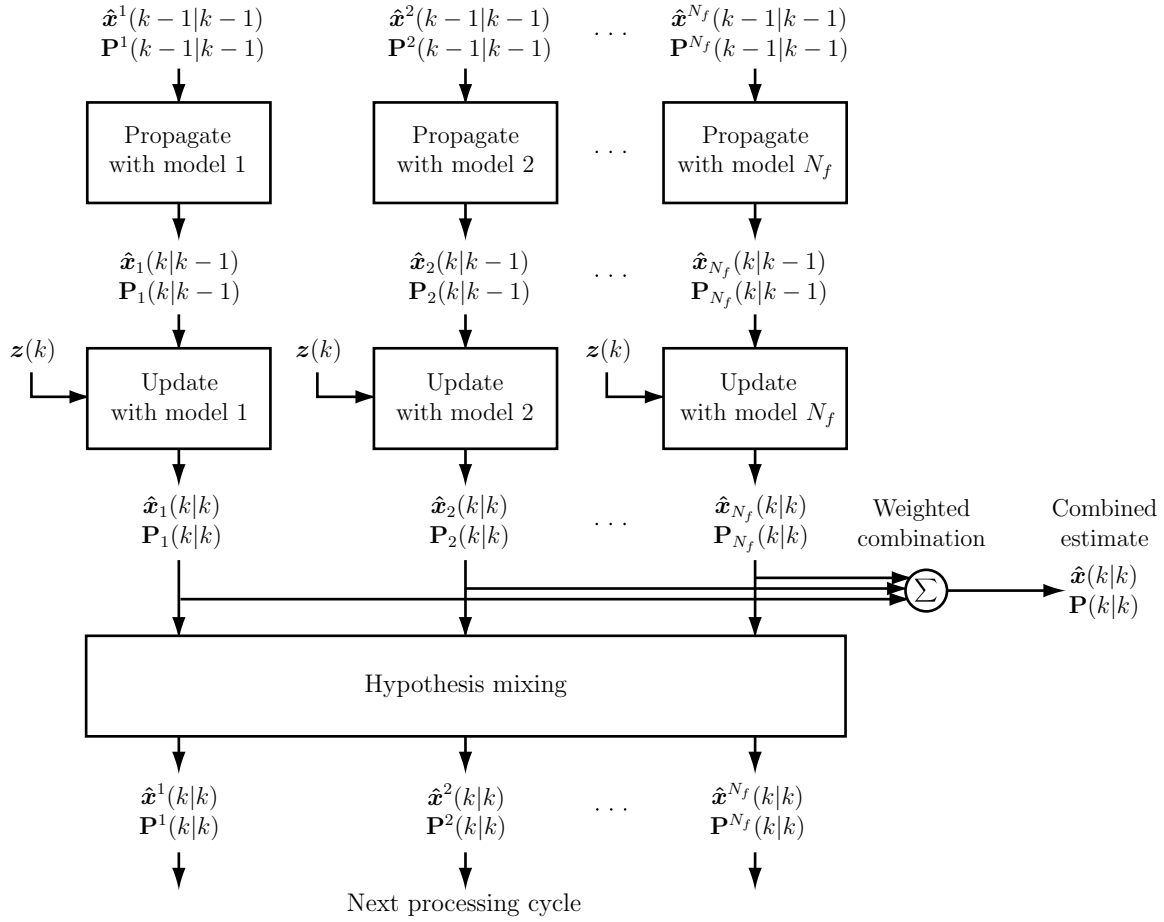 𝒙̂¹(k−1|k−1) 𝒙̂²(k−1|k−1) 𝒙̂^{N_f}(k−1|k−1)
𝐏¹(k−1|k−1) 𝐏²(k−1|k−1) . . . 𝐏^{N_f}(k−1|k−1)
Propagate Propagate Propagate
with model 1 with model 2 . . . with model N_f
𝒙̂₁(k|k−1) 𝒙̂₂(k|k−1) 𝒙̂_{N_f}(k|k−1)
𝐏₁(k|k−1) 𝐏₂(k|k−1) . . . 𝐏_{N_f}(k|k−1)
𝒛(k) 𝒛(k) 𝒛(k)
Update Update Update
with model 1 with model 2 with model N_f
𝒙̂₁(k|k) 𝒙̂₂(k|k) 𝒙̂_{N_f}(k|k) Weighted Combined
𝐏₁(k|k) 𝐏₂(k|k) . . . 𝐏_{N_f}(k|k) combination estimate
𝒙̂(k|k)
∑
𝐏(k|k)
Hypothesis mixing
𝒙̂¹(k|k) 𝒙̂²(k|k) 𝒙̂^{N_f}(k|k)
𝐏¹(k|k) 𝐏²(k|k) . . . 𝐏^{N_f}(k|k)
Next processing cycle